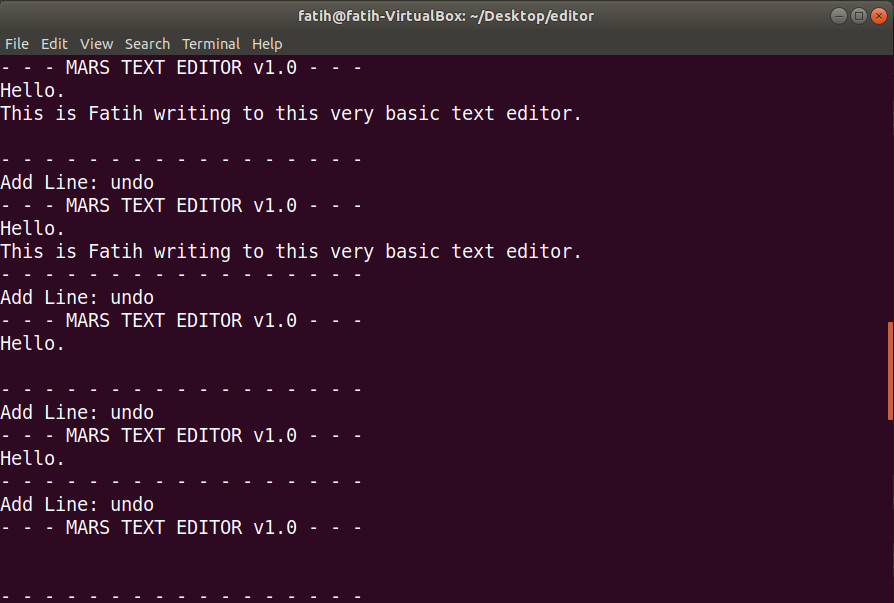 fatih@fatih-VirtualBox: ~/Desktop/editor
File Edit View Search Terminal Help
- - - MARS TEXT EDITOR v1.0 - - -
Hello.
This is Fatih writing to this very basic text editor.
- - - - - - - - - - - - - - - - -
Add Line: undo
- - - MARS TEXT EDITOR v1.0 - - -
Hello.
This is Fatih writing to this very basic text editor.
- - - - - - - - - - - - - - - - -
Add Line: undo
- - - MARS TEXT EDITOR v1.0 - - -
Hello.
- - - - - - - - - - - - - - - - -
Add Line: undo
- - - MARS TEXT EDITOR v1.0 - - -
Hello.
- - - - - - - - - - - - - - - - -
Add Line: undo
- - - MARS TEXT EDITOR v1.0 - - -
- - - - - - - - - - - - - - - - -